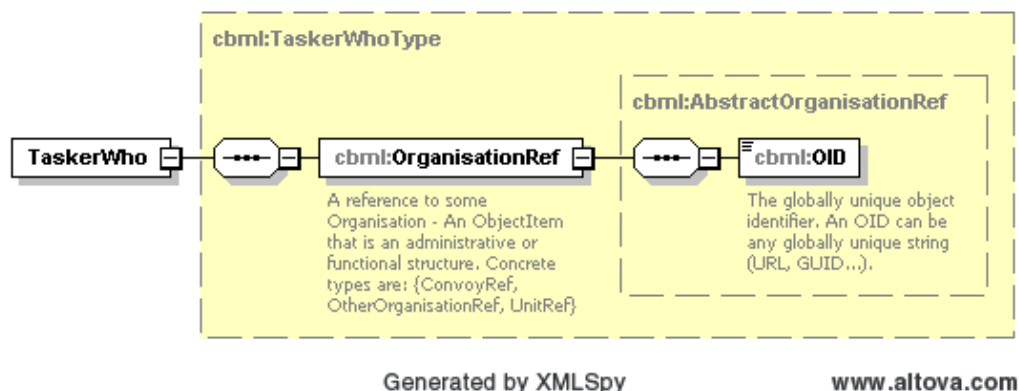 cbml:TaskerWhoType
cbml:AbstractOrganisationRef
TaskerWho
cbml:OrganisationRef
cbml:OID
A reference to some
Organisation - An ObjectItem
that is an administrative or
functional structure. Concrete
types are: {ConvoyRef,
OtherOrganisationRef, UnitRef}
The globally unique object
identifier. An OID can be
any globally unique string
(URL, GUID...).
Generated by XMLSpy
www.altova.com